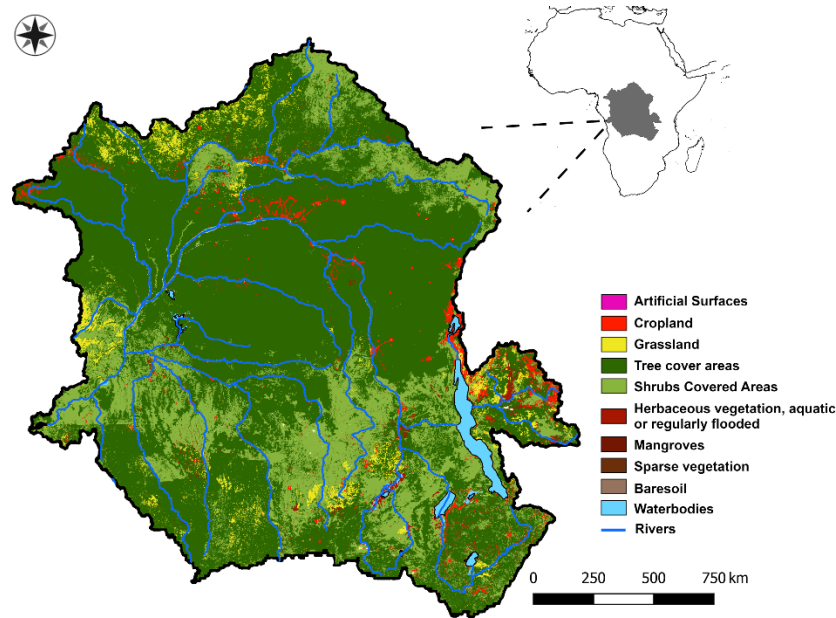 Artificial Surfaces
Cropland
Grassland
Tree cover areas
Shrubs Covered Areas
Herbaceous vegetation, aquatic
or regularly flooded
Mangroves
Sparse vegetation
Baresoil
Waterbodies
Rivers
0 250 500 750 km